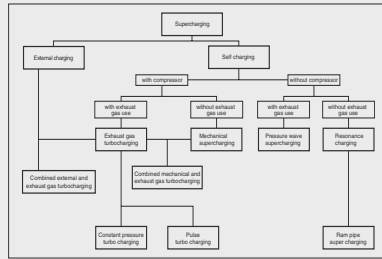 Supercharging
External charging
Self charging
with compressor
without compressor
with exhaust
gas use
without exhaust
gas use
with exhaust
gas use
without exhaust
gas use
Exhaust gas
turbocharging
Mechanical
supercharging
Pressure wave
supercharging
Resonance
charging
Combined external and
exhaust gas turbocharging
Combined mechanical and
exhaust gas turbocharging
Constant pressure
turbo charging
Pulse
turbo charging
Ram pipe
super charging